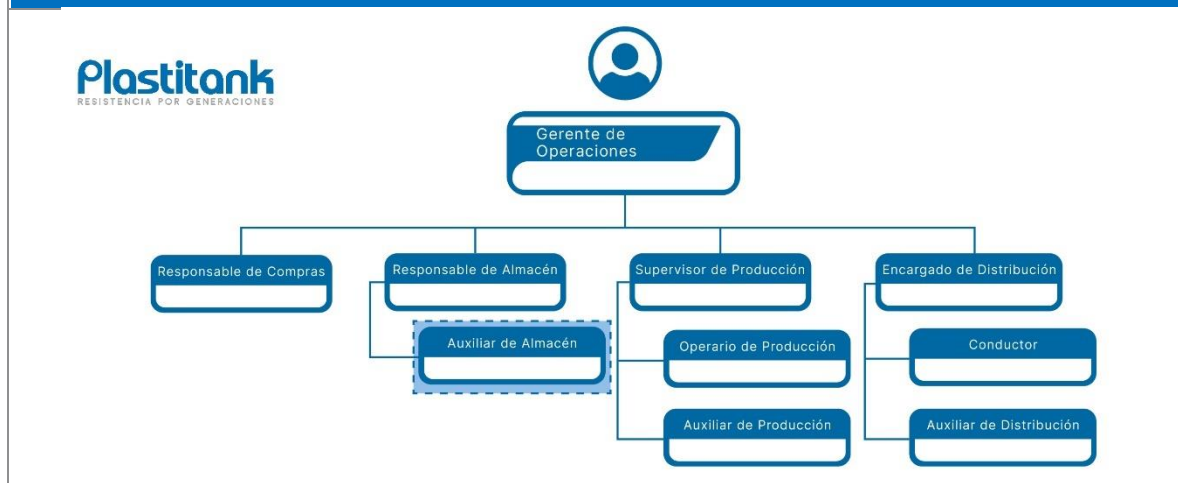 Plastitank
RESISTENCIA POR GENERACIONES
Gerente de
Operaciones
Responsable de Compras
Responsable de Almacén
Supervisor de Producción
Encargado de Distribución
Auxiliar de Almacén
Operario de Producción
Conductor
Auxiliar de Producción
Auxiliar de Distribución